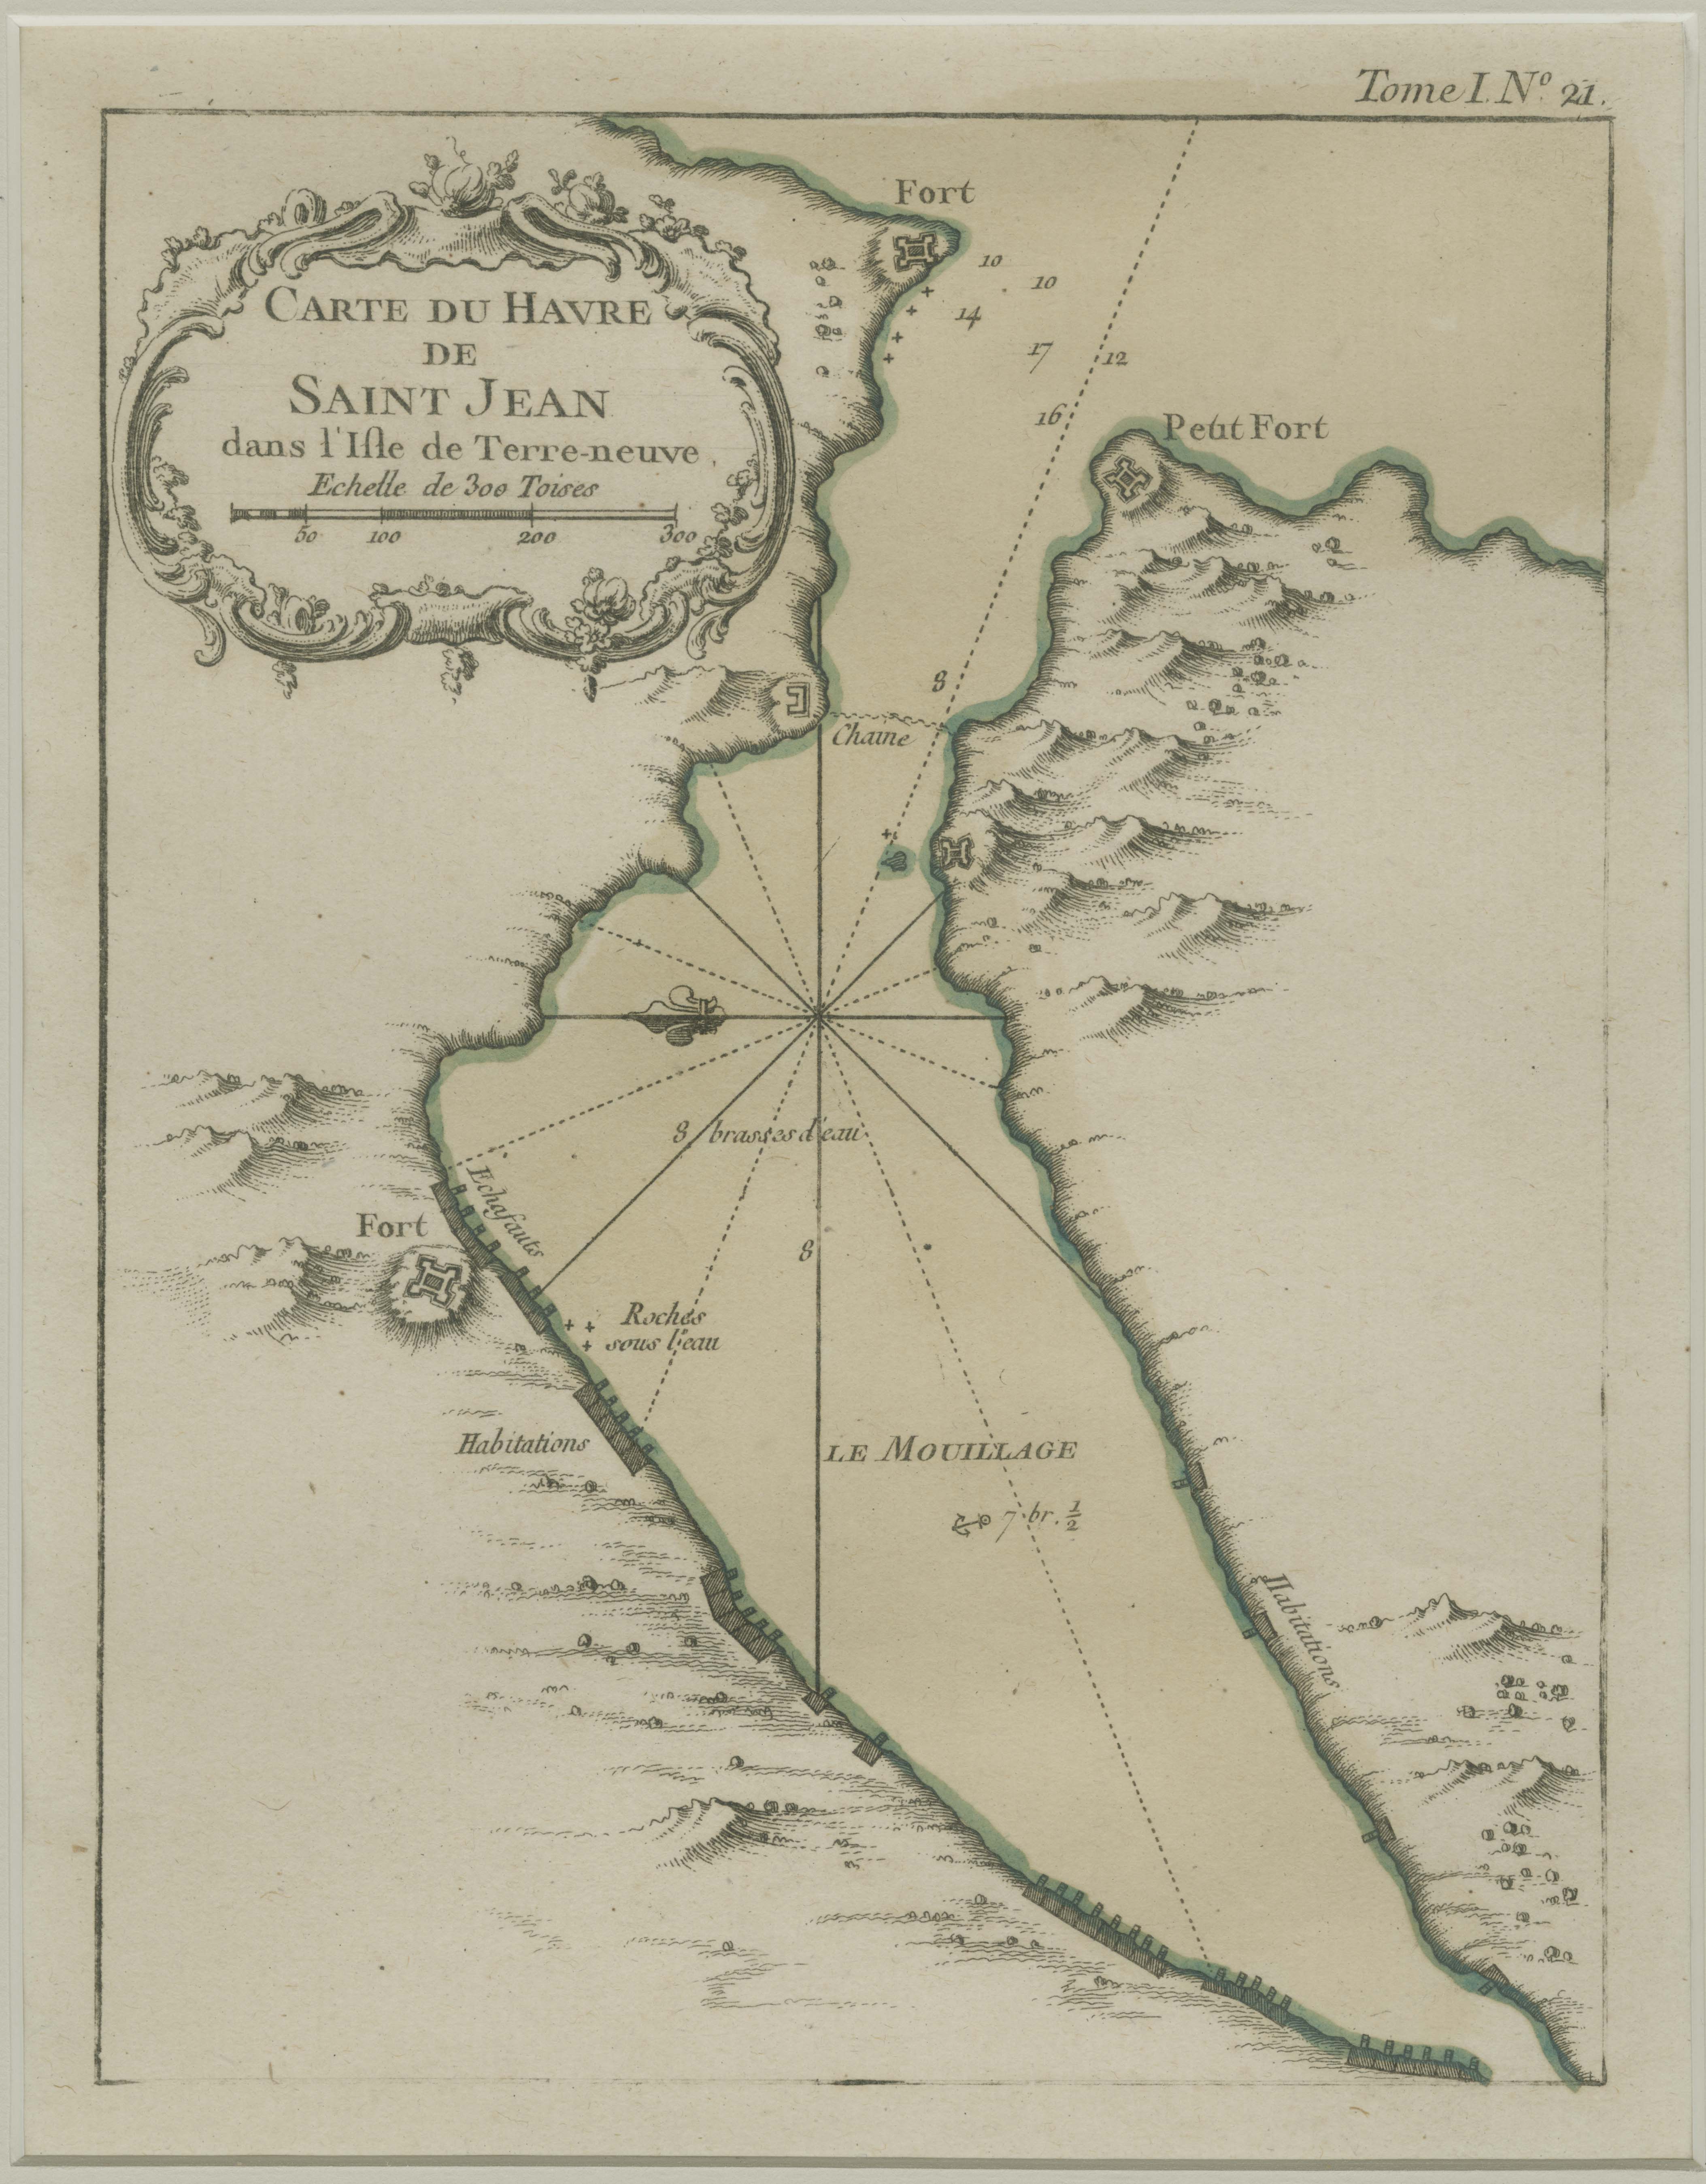 Tome I. Nº. 21.
CARTE DU HAVRE
DE
SAINT JEAN
dans l'Isle de Terre-neuve.
Echelle de 300 Toises
50 100 200 300
Fort
10
10
14
17
12
16
Petit Fort
8
Chaine
8 brasses d'eau
Echafauts
Fort
8
Roches
sous l'eau
Habitations
LE MOUILLAGE
7 br. ½
Habitations